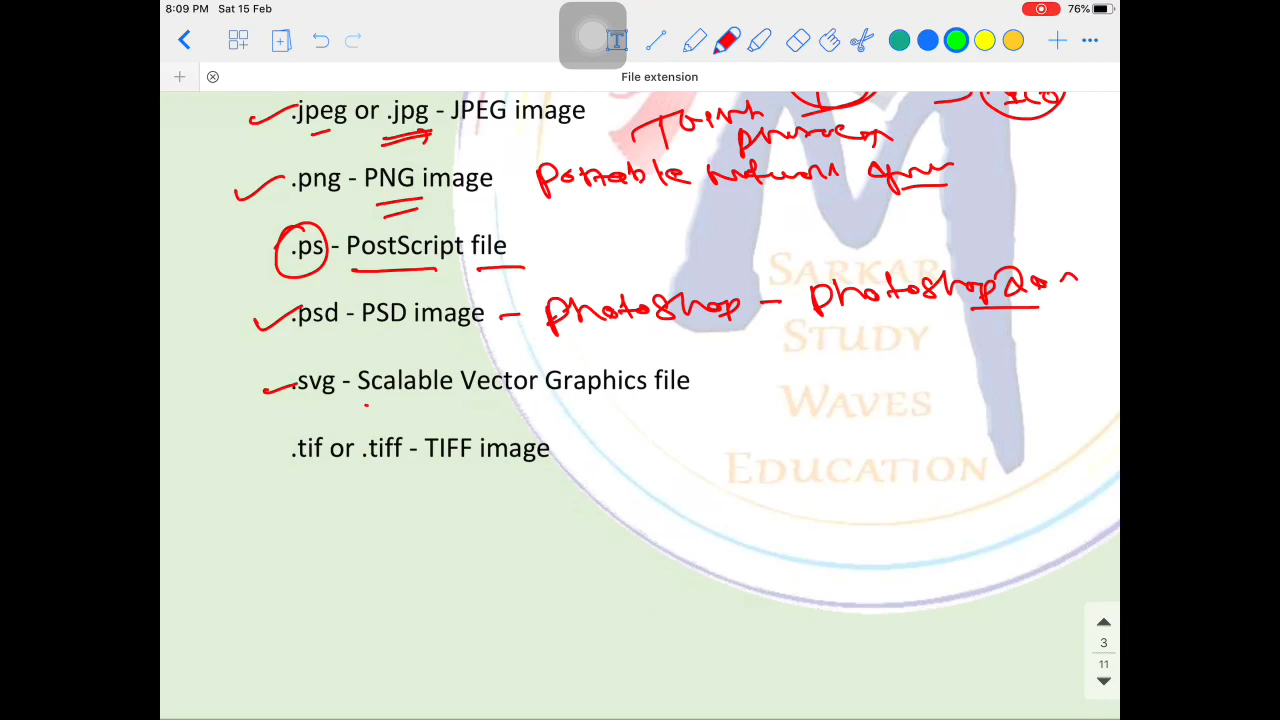 8:09 PM Sat 15 Feb 76%
T
File extension
.jpeg or .jpg - JPEG image
.png - PNG image
portable network
.ps - PostScript file
.psd - PSD image - photoshop - photoshop
.svg - Scalable Vector Graphics file
.tif or .tiff - TIFF image
SARKAR
STUDY
WAVES
EDUCATION
3
11